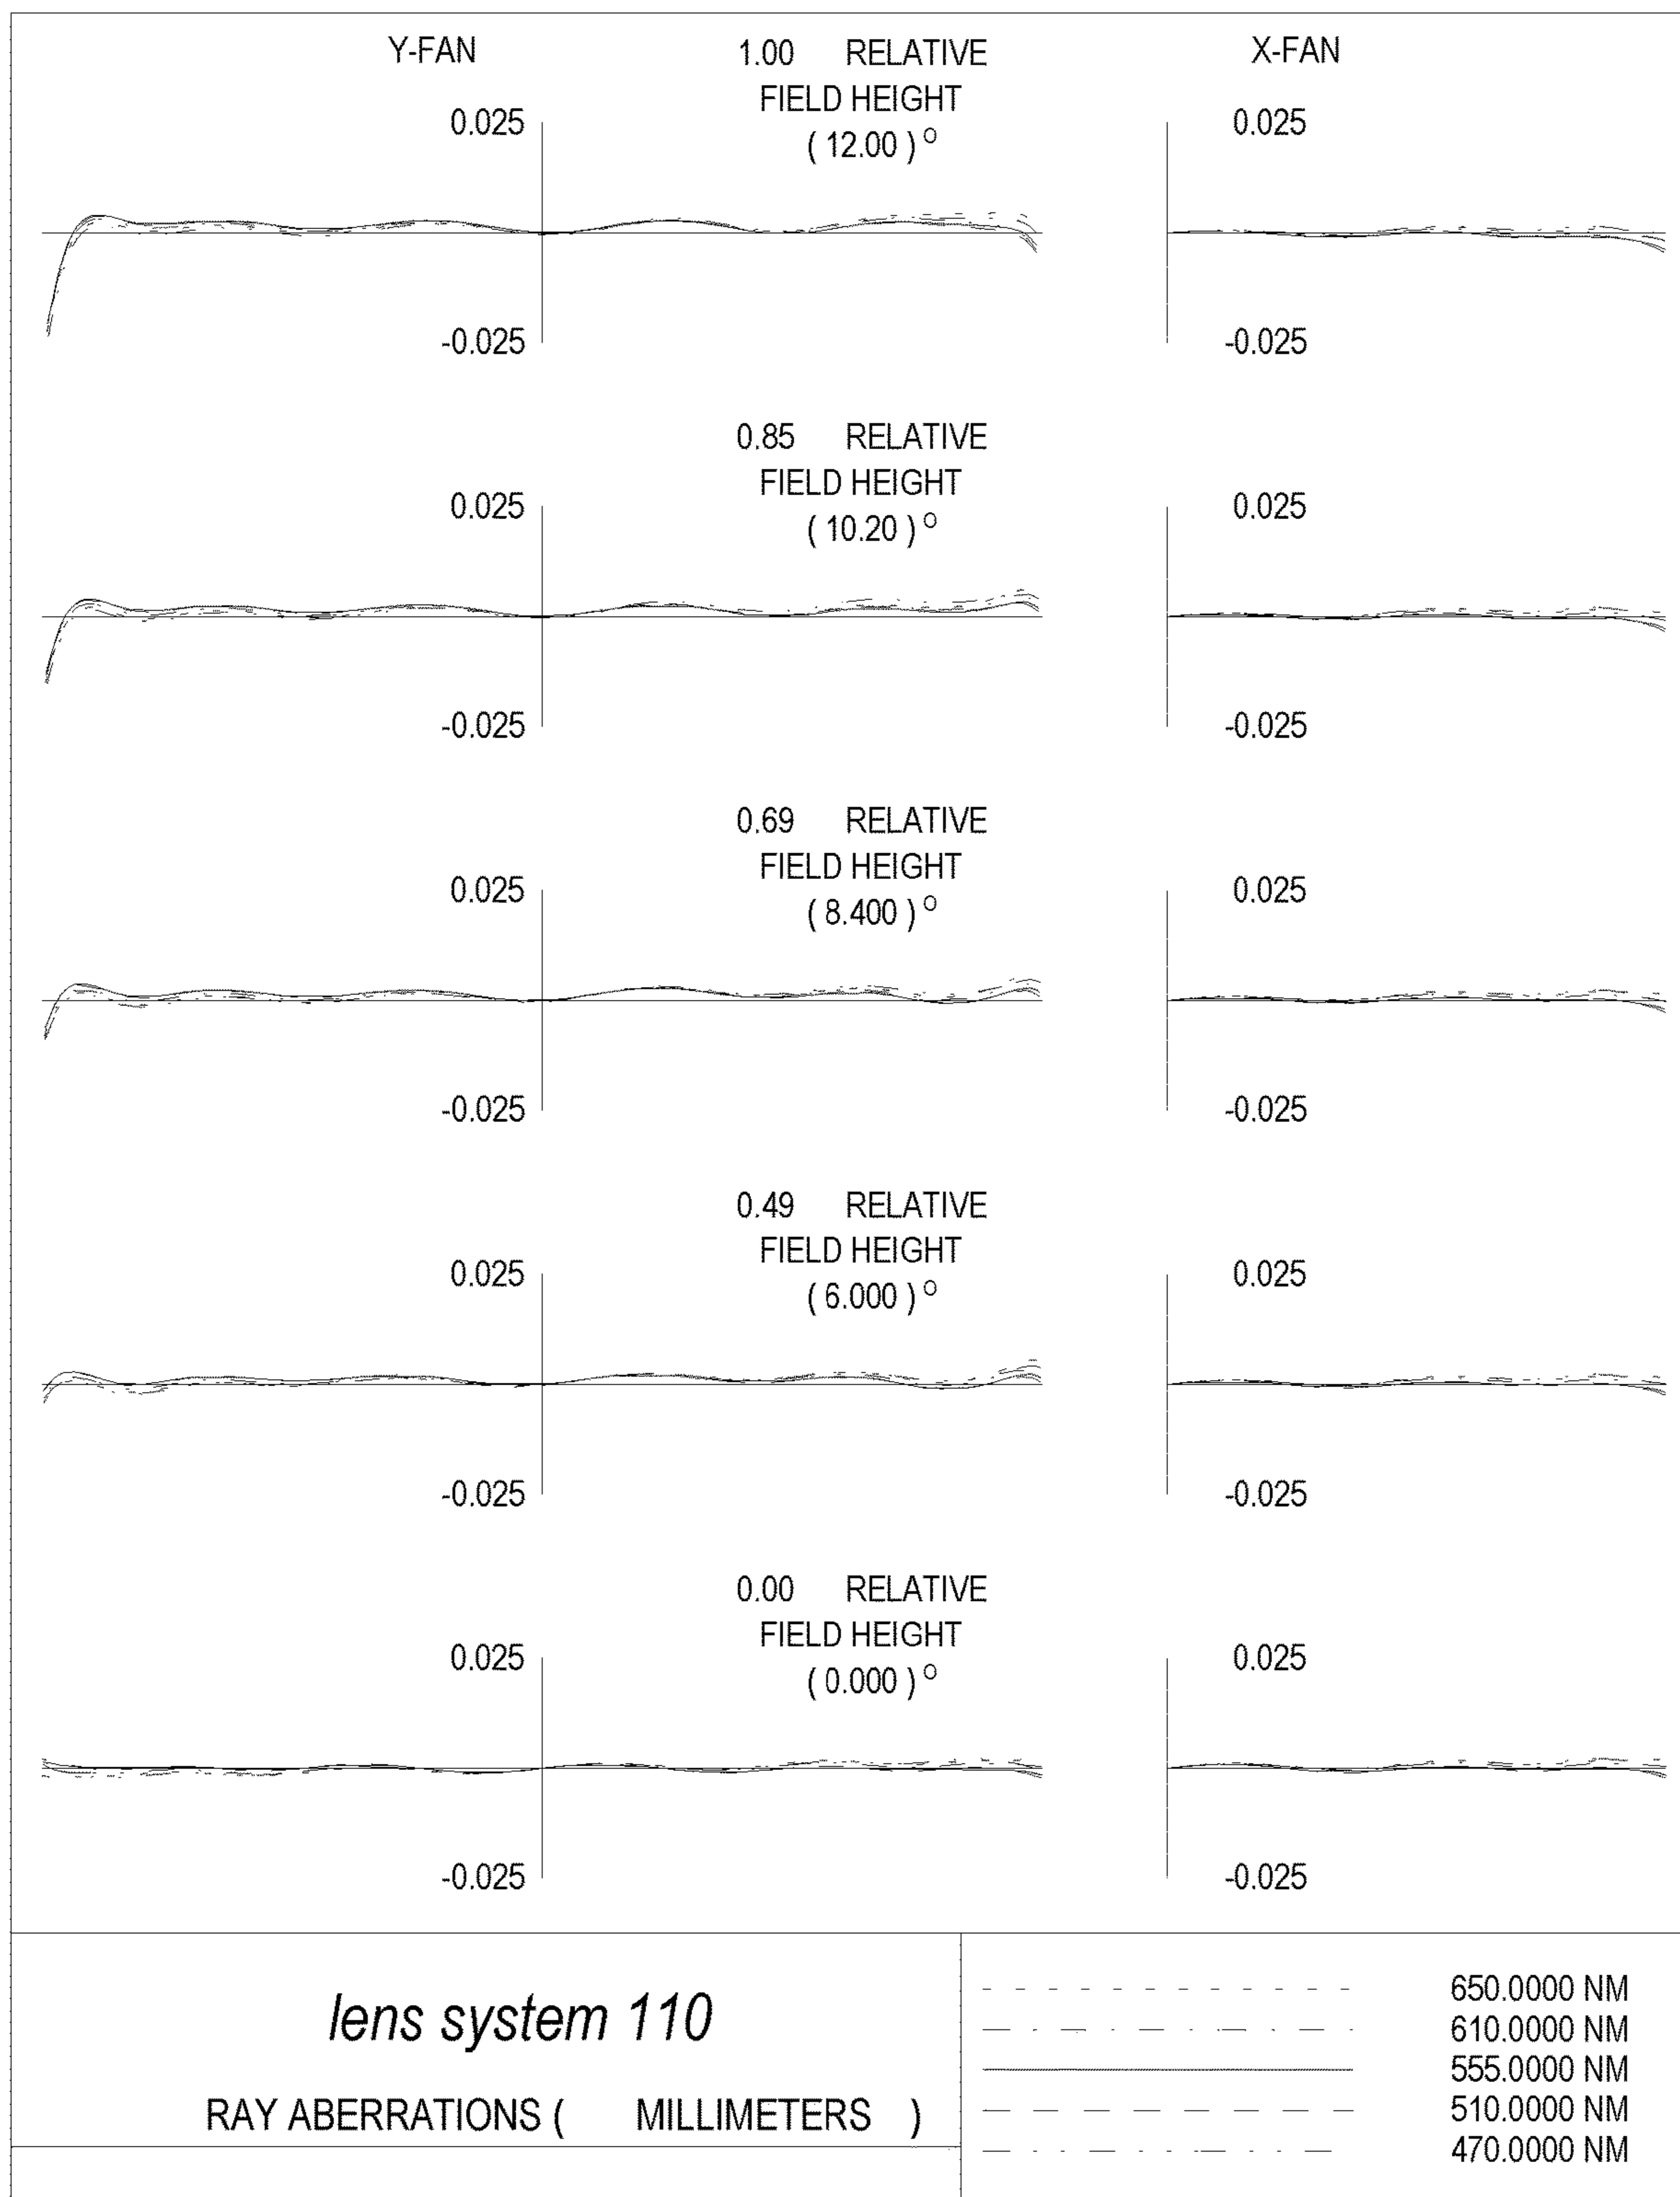 Y-FAN 1.00 RELATIVE X-FAN
FIELD HEIGHT
0.025 ( 12.00 ) O 0.025
-0.025 -0.025
0.85 RELATIVE
FIELD HEIGHT
0.025 ( 10.20 ) O 0.025
-0.025 -0.025
0.69 RELATIVE
FIELD HEIGHT
0.025 ( 8.400 ) O 0.025
-0.025 -0.025
0.49 RELATIVE
FIELD HEIGHT
0.025 ( 6.000 ) O 0.025
-0.025 -0.025
0.00 RELATIVE
FIELD HEIGHT
0.025 ( 0.000 ) O 0.025
-0.025 -0.025
lens system 110
RAY ABERRATIONS ( MILLIMETERS )
650.0000 NM
610.0000 NM
555.0000 NM
510.0000 NM
470.0000 NM